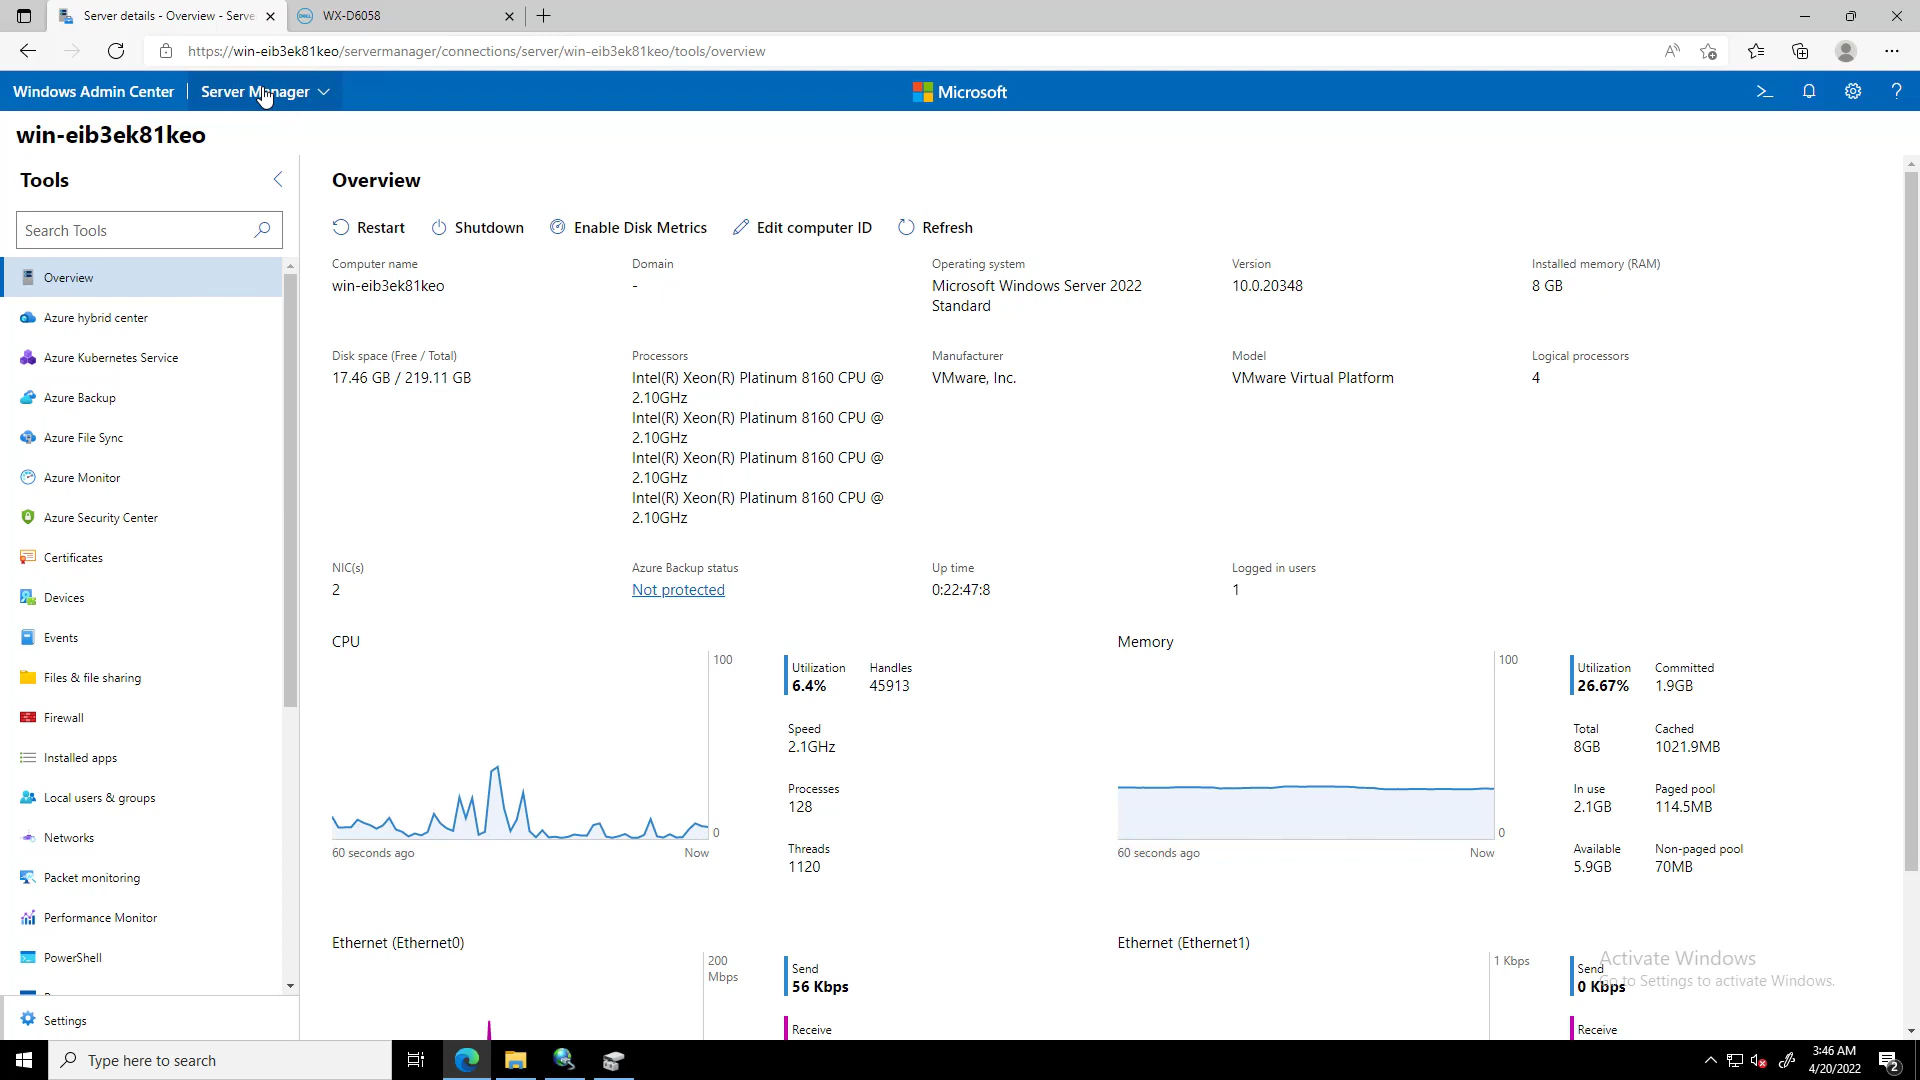 Server details - Overview - Serve
WX-D6058
https://win-eib3ek81keo/servermanager/connections/server/win-eib3ek81keo/tools/overview
Windows Admin Center
Server Manager
Microsoft
win-eib3ek81keo
Tools
Search Tools
Overview
Azure hybrid center
Azure Kubernetes Service
Azure Backup
Azure File Sync
Azure Monitor
Azure Security Center
Certificates
Devices
Events
Files & file sharing
Firewall
Installed apps
Local users & groups
Networks
Packet monitoring
Performance Monitor
PowerShell
Settings
Overview
Restart Shutdown Enable Disk Metrics Edit computer ID Refresh
Computer name
win-eib3ek81keo
Domain
-
Operating system
Microsoft Windows Server 2022
Standard
Version
10.0.20348
Installed memory (RAM)
8 GB
Disk space (Free / Total)
17.46 GB / 219.11 GB
Processors
Intel(R) Xeon(R) Platinum 8160 CPU @
2.10GHz
Intel(R) Xeon(R) Platinum 8160 CPU @
2.10GHz
Intel(R) Xeon(R) Platinum 8160 CPU @
2.10GHz
Intel(R) Xeon(R) Platinum 8160 CPU @
2.10GHz
Manufacturer
VMware, Inc.
Model
VMware Virtual Platform
Logical processors
4
NIC(s)
2
Azure Backup status
Not protected
Up time
0:22:47:8
Logged in users
1
CPU
100
0
60 seconds ago
Now
Utilization
6.4%
Handles
45913
Speed
2.1GHz
Processes
128
Threads
1120
Memory
100
0
60 seconds ago
Now
Utilization
26.67%
Committed
1.9GB
Total
8GB
Cached
1021.9MB
In use
2.1GB
Paged pool
114.5MB
Available
5.9GB
Non-paged pool
70MB
Ethernet (Ethernet0)
200
Mbps
Send
56 Kbps
Receive
Ethernet (Ethernet1)
1 Kbps
Send
0 Kbps
Receive
Activate Windows
Go to Settings to activate Windows.
Type here to search
3:46 AM
4/20/2022
2